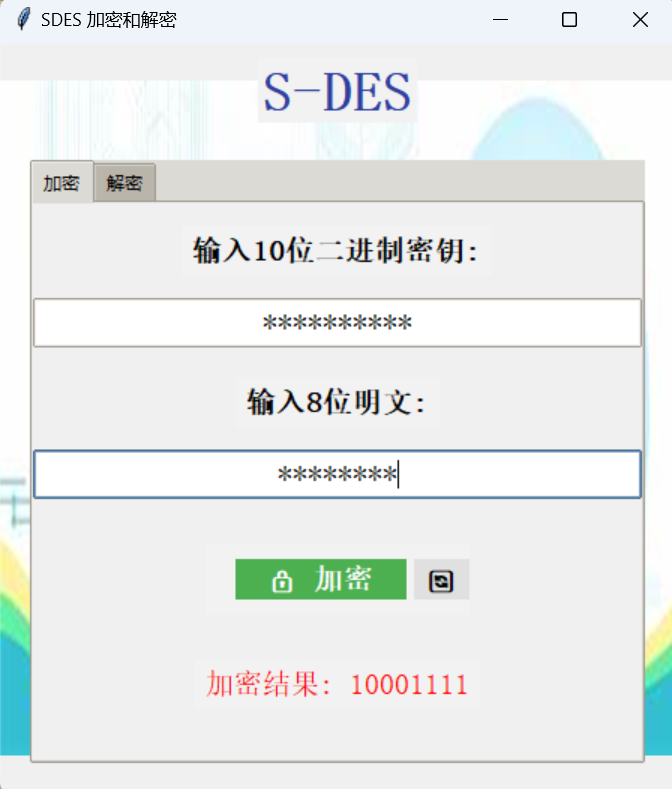 SDES 加密和解密
S-DES
加密 解密
输入10位二进制密钥:
**********
输入8位明文:
********
加密
加密结果: 10001111